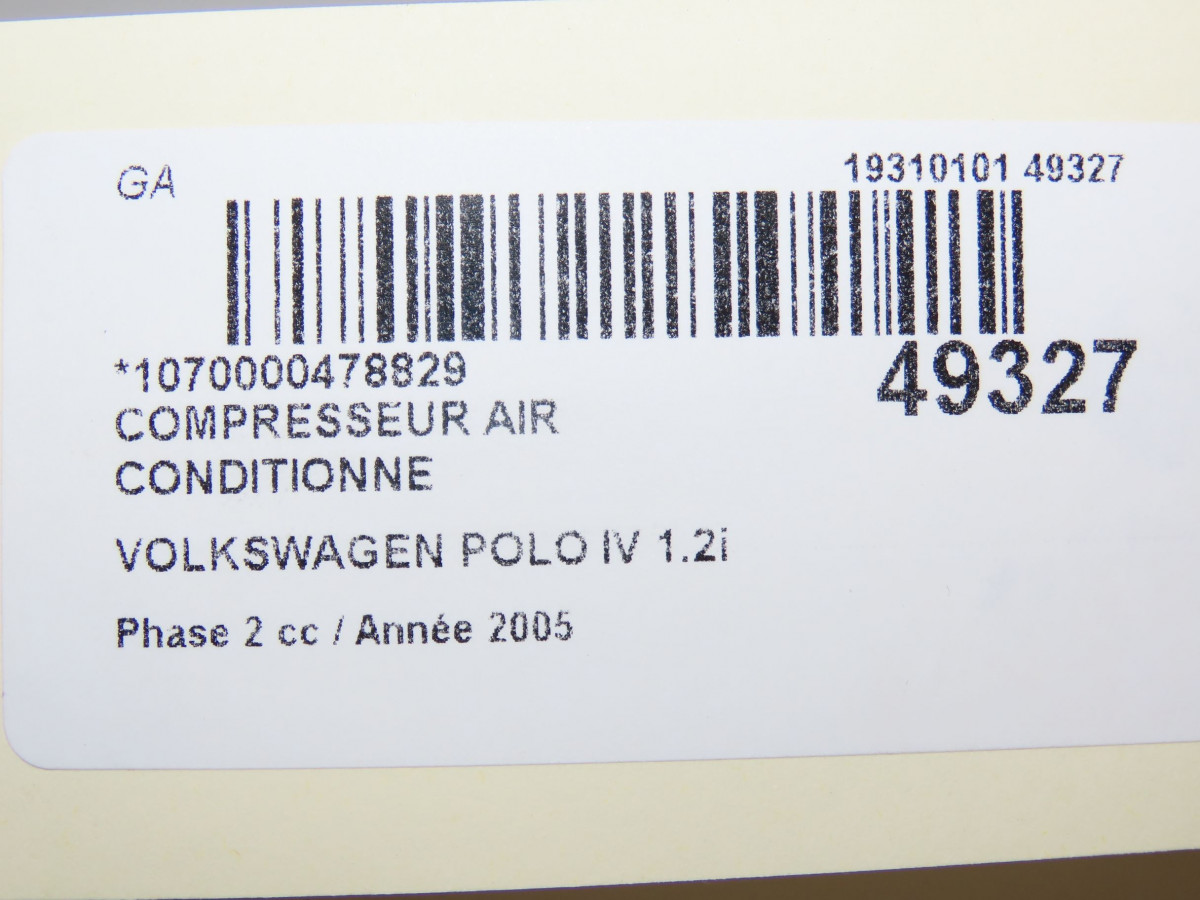 GA
19310101 49327
*1070000478829
49327
COMPRESSEUR AIR
CONDITIONNE
VOLKSWAGEN POLO IV 1.2i
Phase 2 cc / Année 2005